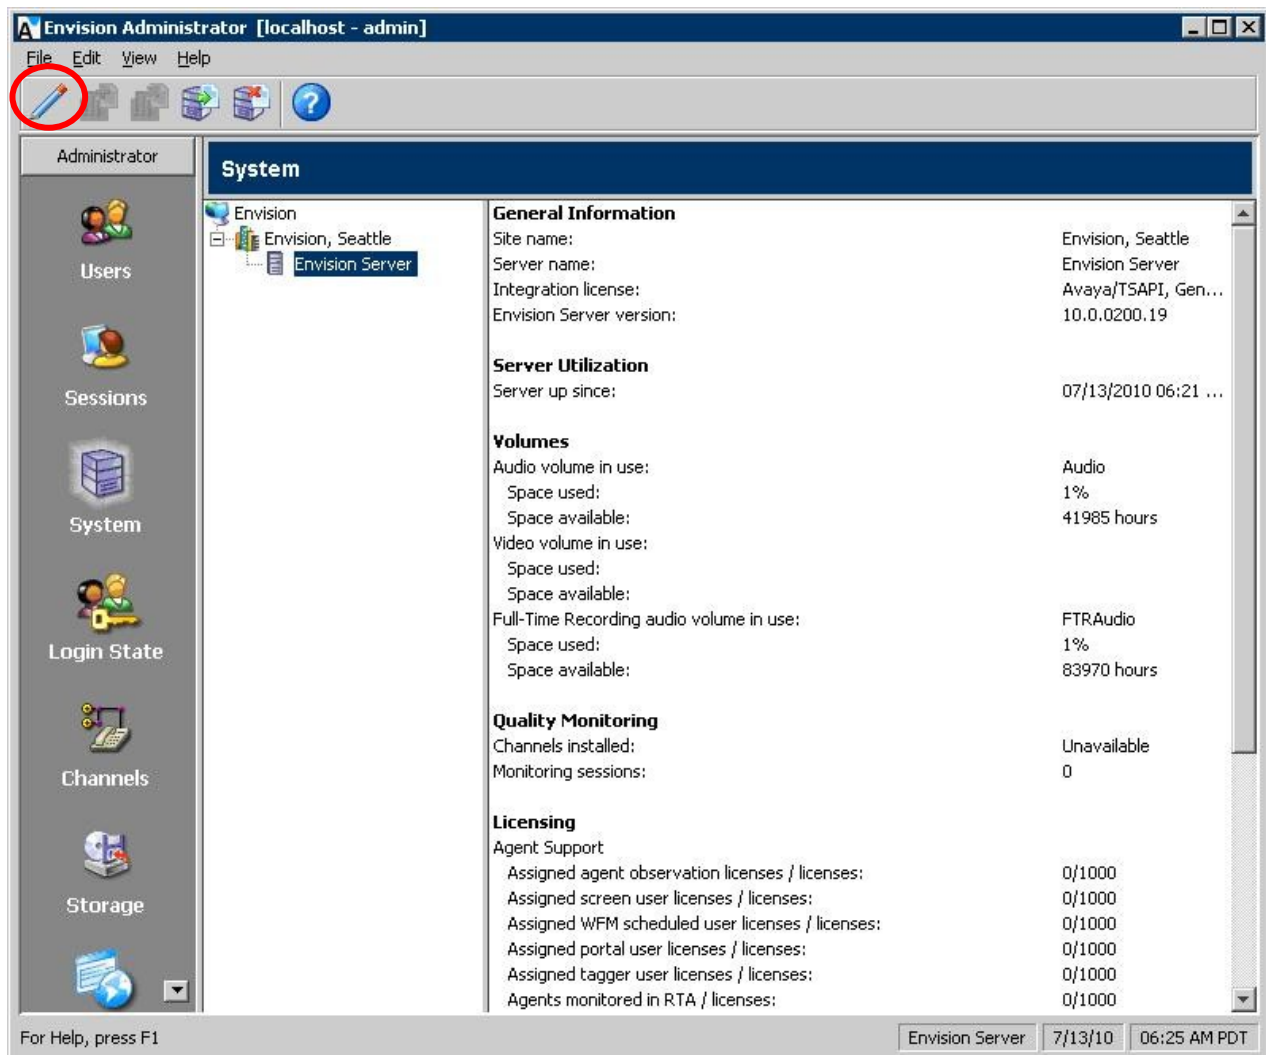 Envision Administrator [localhost - admin]
File Edit View Help
Administrator
Users
Sessions
System
Login State
Channels
Storage
System
Envision
Envision, Seattle
Envision Server
General Information
Site name: Envision, Seattle
Server name: Envision Server
Integration license: Avaya/TSAPI, Gen...
Envision Server version: 10.0.0200.19
Server Utilization
Server up since: 07/13/2010 06:21 ...
Volumes
Audio volume in use: Audio
Space used: 1%
Space available: 41985 hours
Video volume in use:
Space used:
Space available:
Full-Time Recording audio volume in use: FTRAudio
Space used: 1%
Space available: 83970 hours
Quality Monitoring
Channels installed: Unavailable
Monitoring sessions: 0
Licensing
Agent Support
Assigned agent observation licenses / licenses: 0/1000
Assigned screen user licenses / licenses: 0/1000
Assigned WFM scheduled user licenses / licenses: 0/1000
Assigned portal user licenses / licenses: 0/1000
Assigned tagger user licenses / licenses: 0/1000
Agents monitored in RTA / licenses: 0/1000
For Help, press F1
Envision Server 7/13/10 06:25 AM PDT